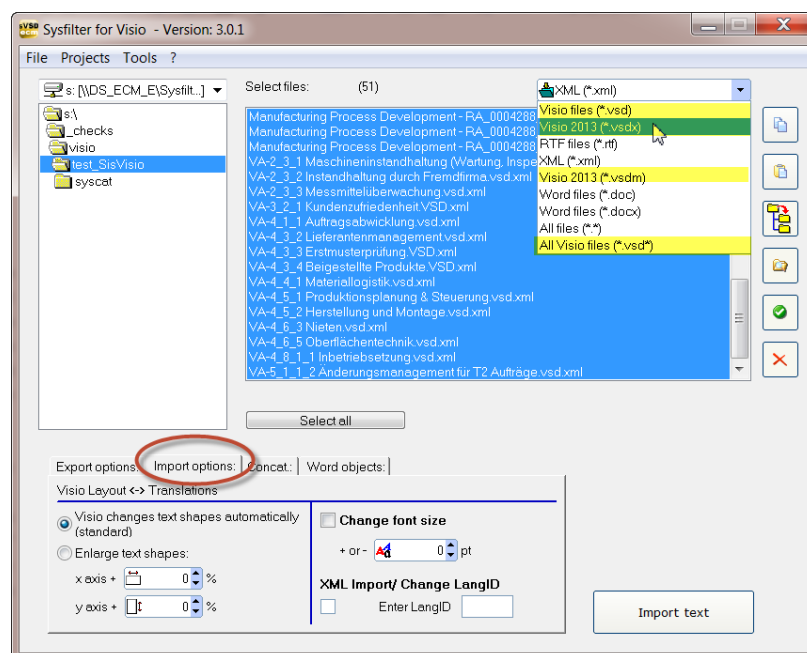 Sysfilter for Visio - Version: 3.0.1
File Projects Tools ?
s: [\\DS_ECM_E\Sysfilt...]
Select files: (51)
XML (*.xml)
s:\
_checks
visio
test_SisVisio
syscat
Manufacturing Process Development - RA_0004288
Manufacturing Process Development - RA_0004288
Manufacturing Process Development - RA_0004288
VA-2_3_1 Maschineninstandhaltung (Wartung, Inspe
VA-2_3_2 Instandhaltung durch Fremdfirma.vsd.xml
VA-2_3_3 Messmittelüberwachung.vsd.xml
VA-3_2_1 Kundenzufriedenheit.VSD.xml
VA-4_1_1 Auftragsabwicklung.vsd.xml
VA-4_3_2 Lieferantenmanagement.vsd.xml
VA-4_3_3 Erstmusterprüfung.VSD.xml
VA-4_3_4 Beigestellte Produkte.VSD.xml
VA-4_4_1 Materiallogistik.vsd.xml
VA-4_5_1 Produktionsplanung & Steuerung.vsd.xml
VA-4_5_2 Herstellung und Montage.vsd.xml
VA-4_6_3 Nieten.vsd.xml
VA-4_6_5 Oberflächentechnik.vsd.xml
VA-4_8_1_1 Inbetriebsetzung.vsd.xml
VA-5_1_1_2 Änderungsmanagement für T2 Aufträge.vsd.xml
Visio files (*.vsd)
Visio 2013 (*.vsdx)
RTF files (*.rtf)
XML (*.xml)
Visio 2013 (*.vsdm)
Word files (*.doc)
Word files (*.docx)
All files (*.*)
All Visio files (*.vsd*)
Select all
Export options: Import options: Concat.: Word objects:
Visio Layout <-> Translations
Visio changes text shapes automatically
(standard)
Enlarge text shapes:
x axis + 0 %
y axis + 0 %
Change font size
+ or - 0 pt
XML Import/ Change LangID
Enter LangID
Import text